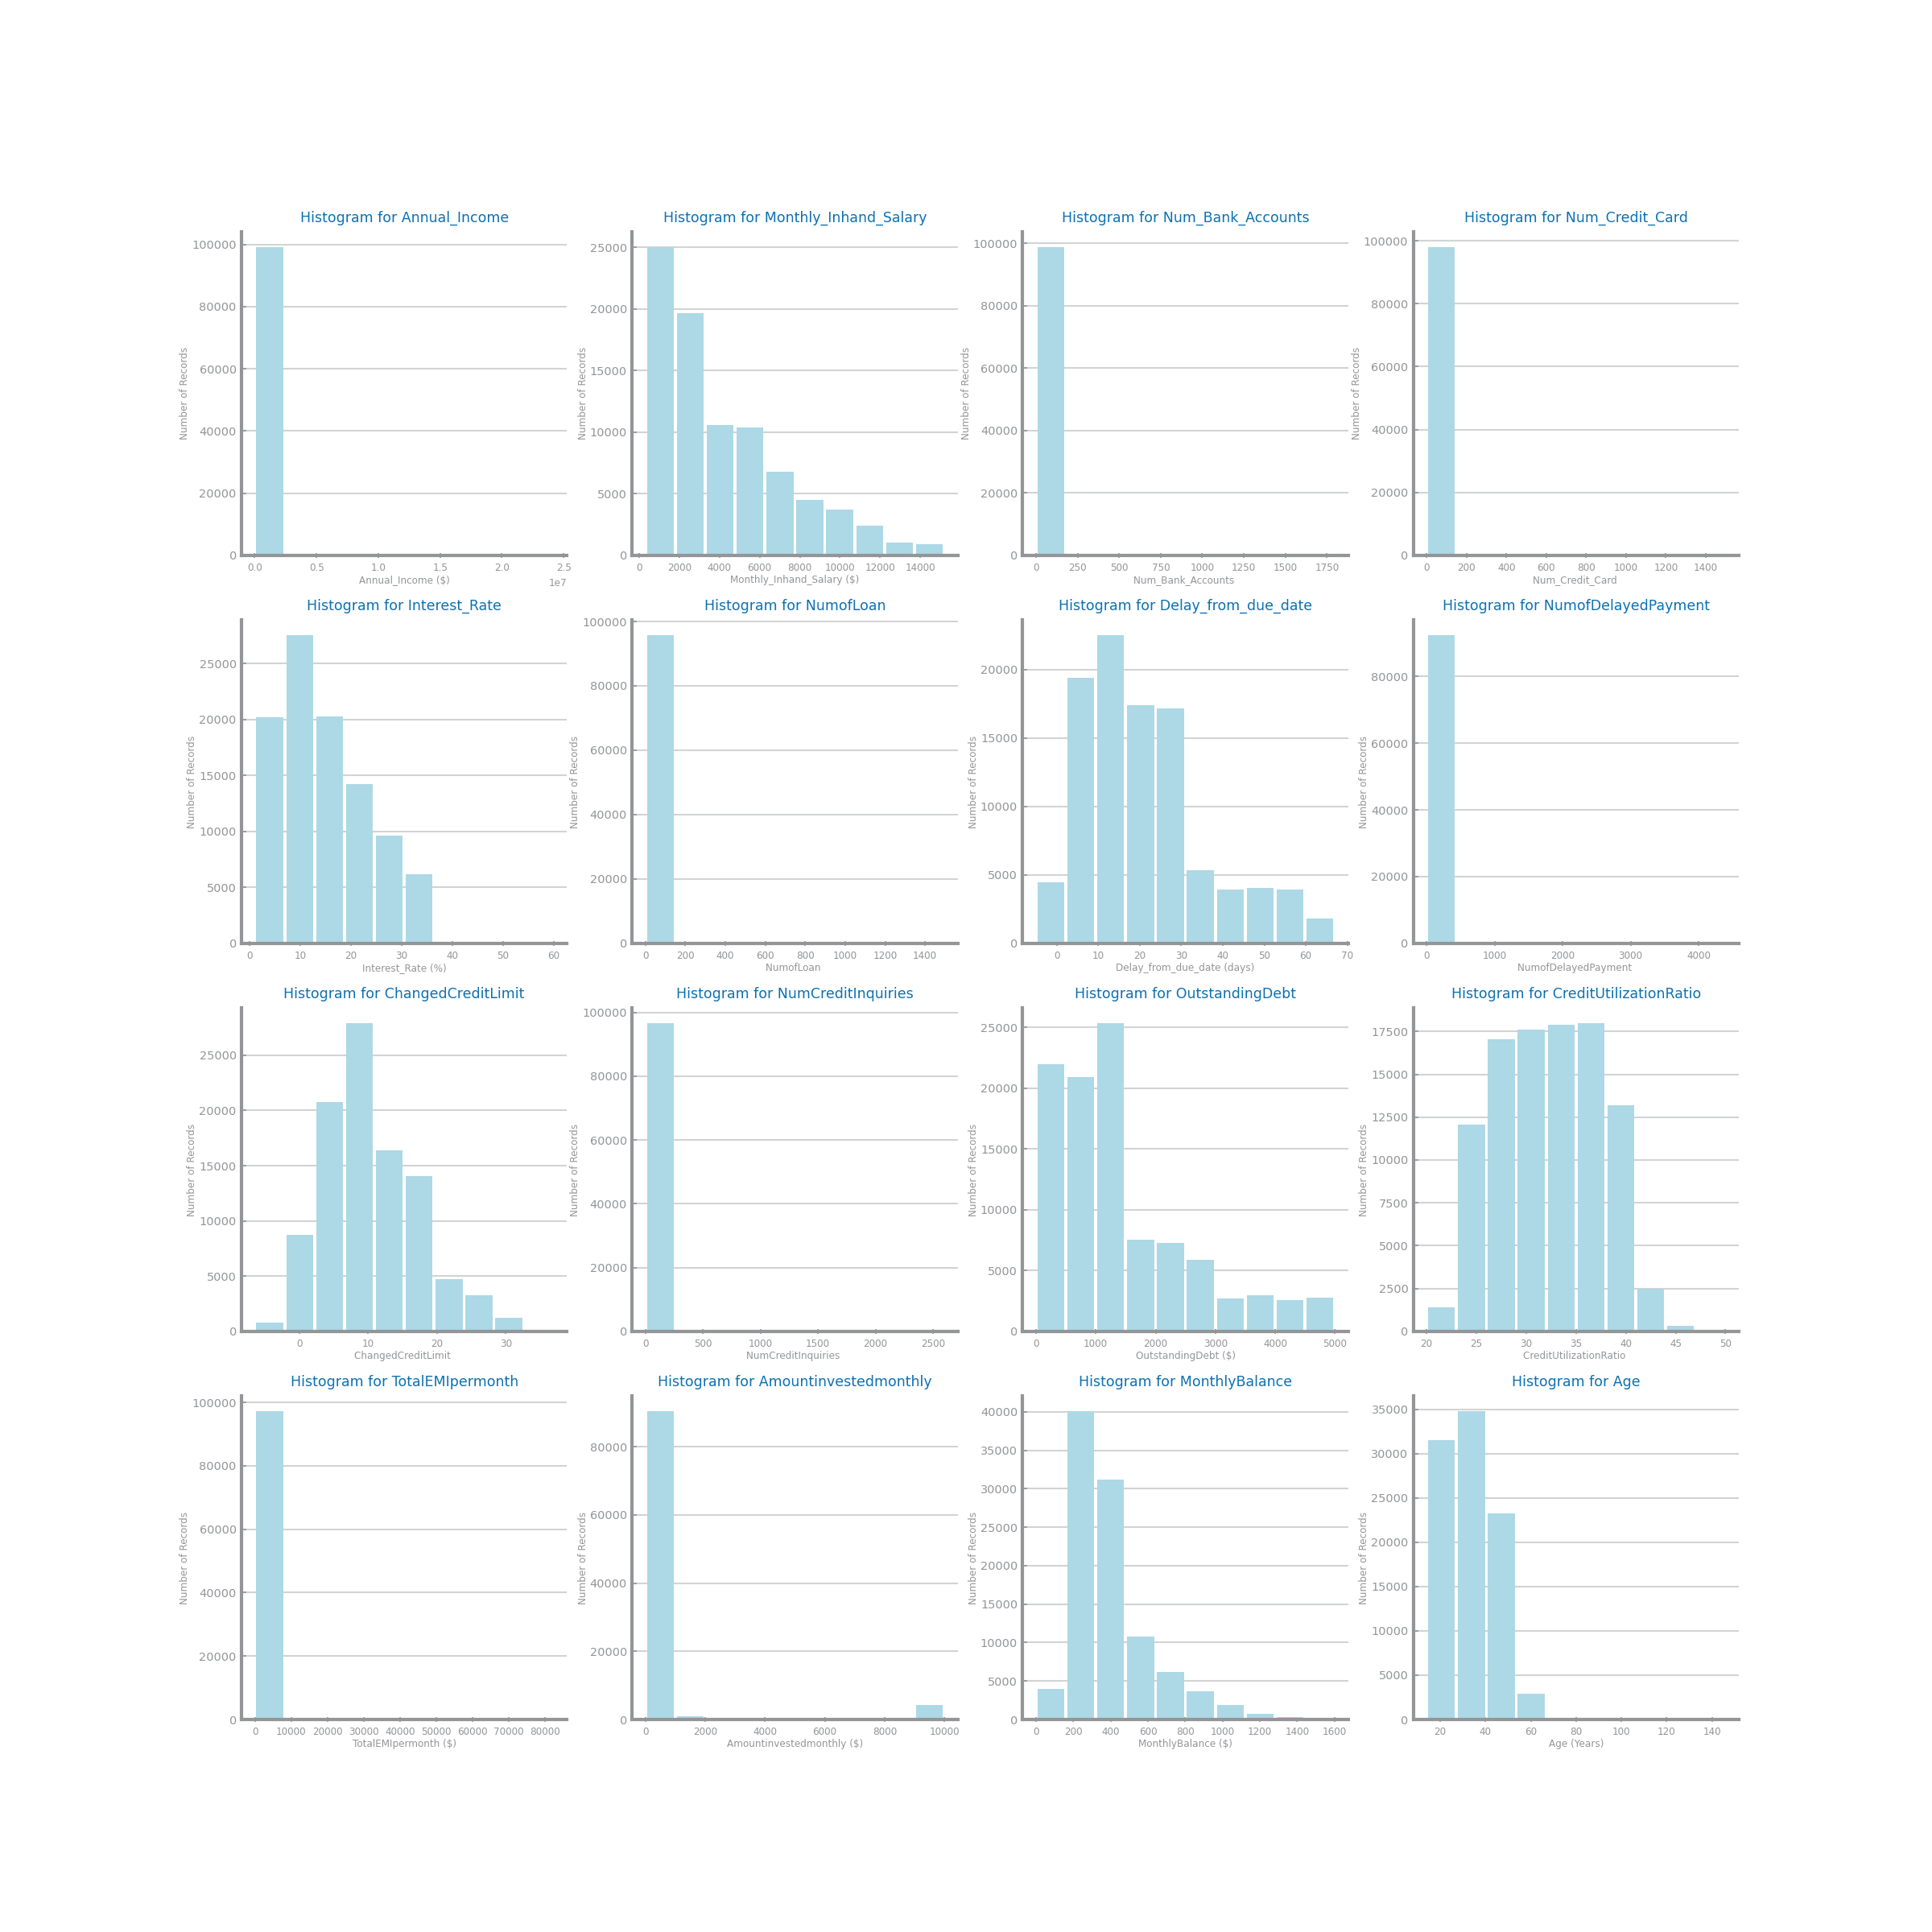 Histogram for Annual_Income
Number of Records
100000
80000
60000
40000
20000
0
0.0 0.5 1.0 1.5 2.0 2.5
1e7
Annual_Income ($)
Histogram for Monthly_Inhand_Salary
Number of Records
25000
20000
15000
10000
5000
0
0 2000 4000 6000 8000 10000 12000 14000
Monthly_Inhand_Salary ($)
Histogram for Num_Bank_Accounts
Number of Records
100000
80000
60000
40000
20000
0
0 250 500 750 1000 1250 1500 1750
Num_Bank_Accounts
Histogram for Num_Credit_Card
Number of Records
100000
80000
60000
40000
20000
0
0 200 400 600 800 1000 1200 1400
Num_Credit_Card
Histogram for Interest_Rate
Number of Records
25000
20000
15000
10000
5000
0
0 10 20 30 40 50 60
Interest_Rate (%)
Histogram for NumofLoan
Number of Records
100000
80000
60000
40000
20000
0
0 200 400 600 800 1000 1200 1400
NumofLoan
Histogram for Delay_from_due_date
Number of Records
20000
15000
10000
5000
0
0 10 20 30 40 50 60 70
Delay_from_due_date (days)
Histogram for NumofDelayedPayment
Number of Records
80000
60000
40000
20000
0
0 1000 2000 3000 4000
NumofDelayedPayment
Histogram for ChangedCreditLimit
Number of Records
25000
20000
15000
10000
5000
0
0 10 20 30
ChangedCreditLimit
Histogram for NumCreditInquiries
Number of Records
100000
80000
60000
40000
20000
0
0 500 1000 1500 2000 2500
NumCreditInquiries
Histogram for OutstandingDebt
Number of Records
25000
20000
15000
10000
5000
0
0 1000 2000 3000 4000 5000
OutstandingDebt ($)
Histogram for CreditUtilizationRatio
Number of Records
17500
15000
12500
10000
7500
5000
2500
0
20 25 30 35 40 45 50
CreditUtilizationRatio
Histogram for TotalEMIpermonth
Number of Records
100000
80000
60000
40000
20000
0
0 10000 20000 30000 40000 50000 60000 70000 80000
TotalEMIpermonth ($)
Histogram for Amountinvestedmonthly
Number of Records
80000
60000
40000
20000
0
0 2000 4000 6000 8000 10000
Amountinvestedmonthly ($)
Histogram for MonthlyBalance
Number of Records
40000
35000
30000
25000
20000
15000
10000
5000
0
0 200 400 600 800 1000 1200 1400 1600
MonthlyBalance ($)
Histogram for Age
Number of Records
35000
30000
25000
20000
15000
10000
5000
0
20 40 60 80 100 120 140
Age (Years)